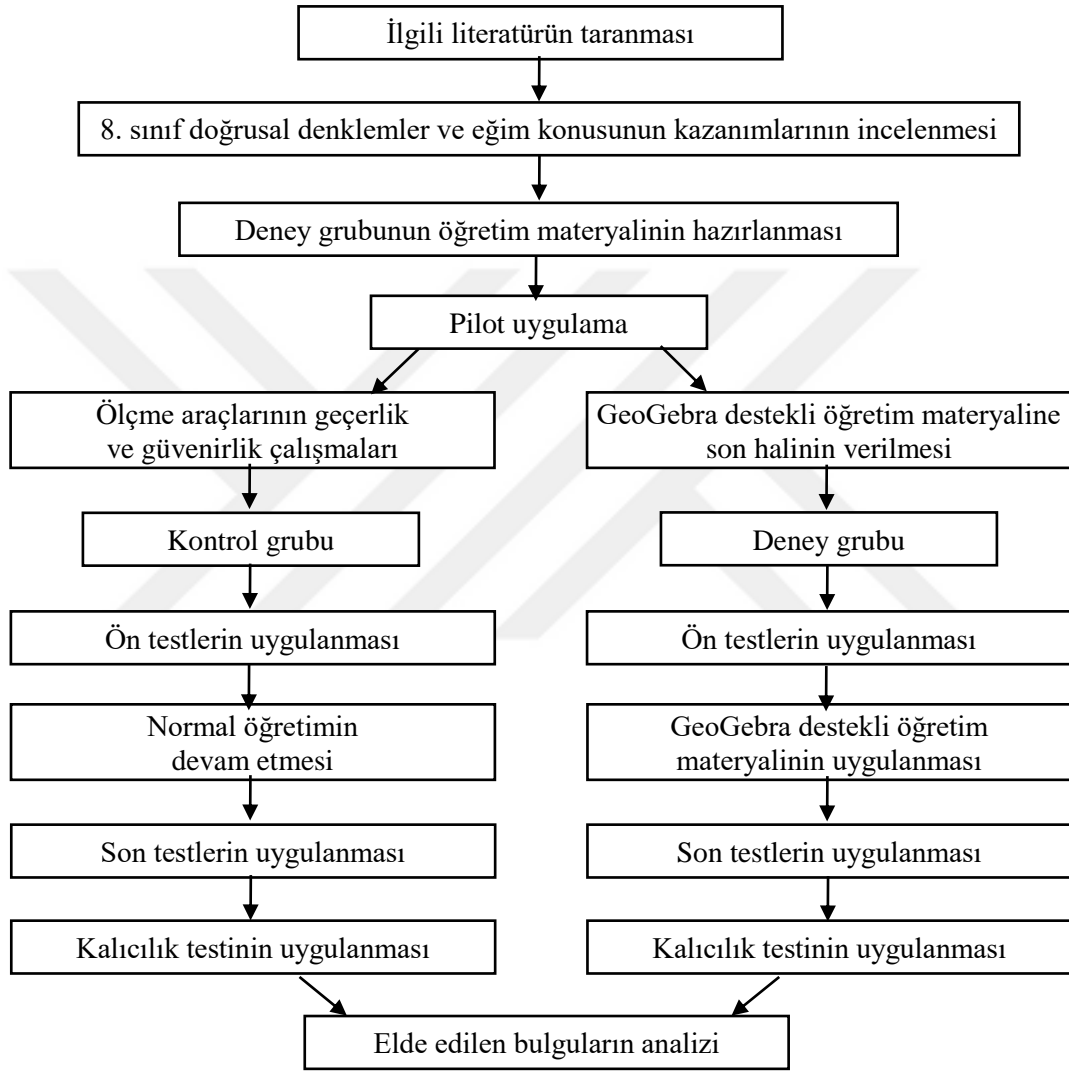 İlgili literatürün taranması
8. sınıf doğrusal denklemler ve eğim konusunun kazanımlarının incelenmesi
Deney grubunun öğretim materyalinin hazırlanması
Pilot uygulama
Ölçme araçlarının geçerlik
ve güvenirlik çalışmaları
GeoGebra destekli öğretim materyaline
son halinin verilmesi
Kontrol grubu
Deney grubu
Ön testlerin uygulanması
Ön testlerin uygulanması
Normal öğretimin
devam etmesi
GeoGebra destekli öğretim
materyalinin uygulanması
Son testlerin uygulanması
Son testlerin uygulanması
Kalıcılık testinin uygulanması
Kalıcılık testinin uygulanması
Elde edilen bulguların analizi